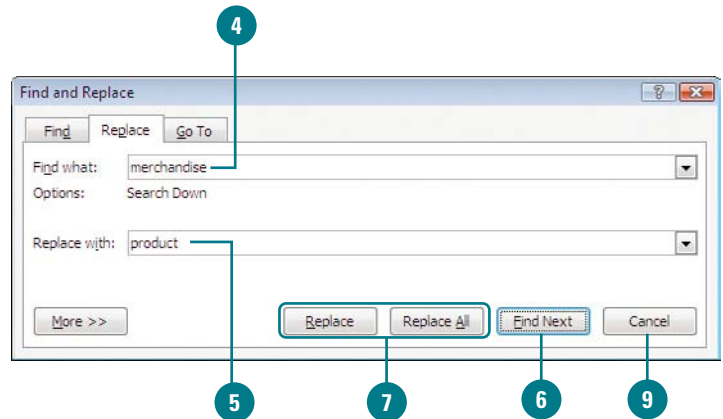 4
Find and Replace
Find Replace Go To
Find what: merchandise
Options: Search Down
Replace with: product
More >> Replace Replace All Find Next Cancel
5 7 6 9